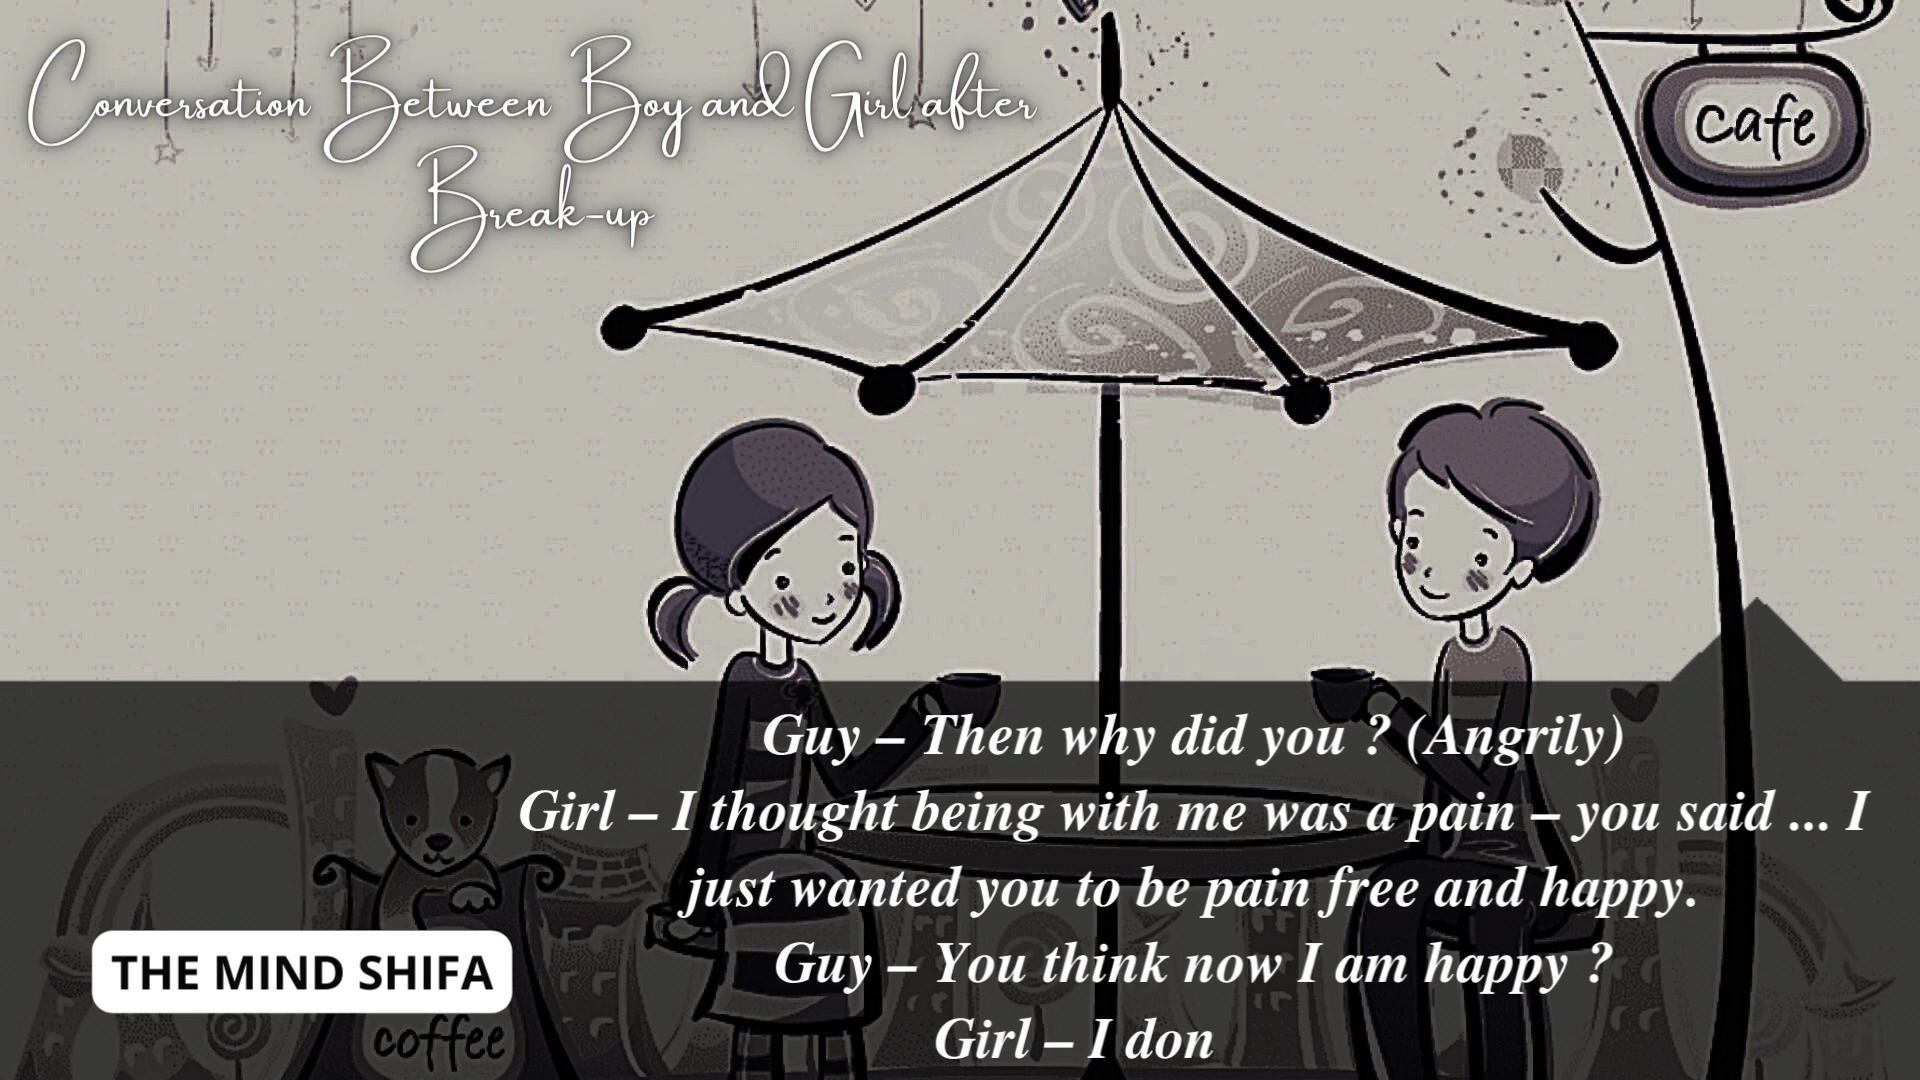 Conversation Between Boy and Girl after
Break-up
cafe
Guy – Then why did you ? (Angrily)
Girl – I thought being with me was a pain – you said ... I
just wanted you to be pain free and happy.
Guy – You think now I am happy ?
Girl – I don
THE MIND SHIFA
coffee